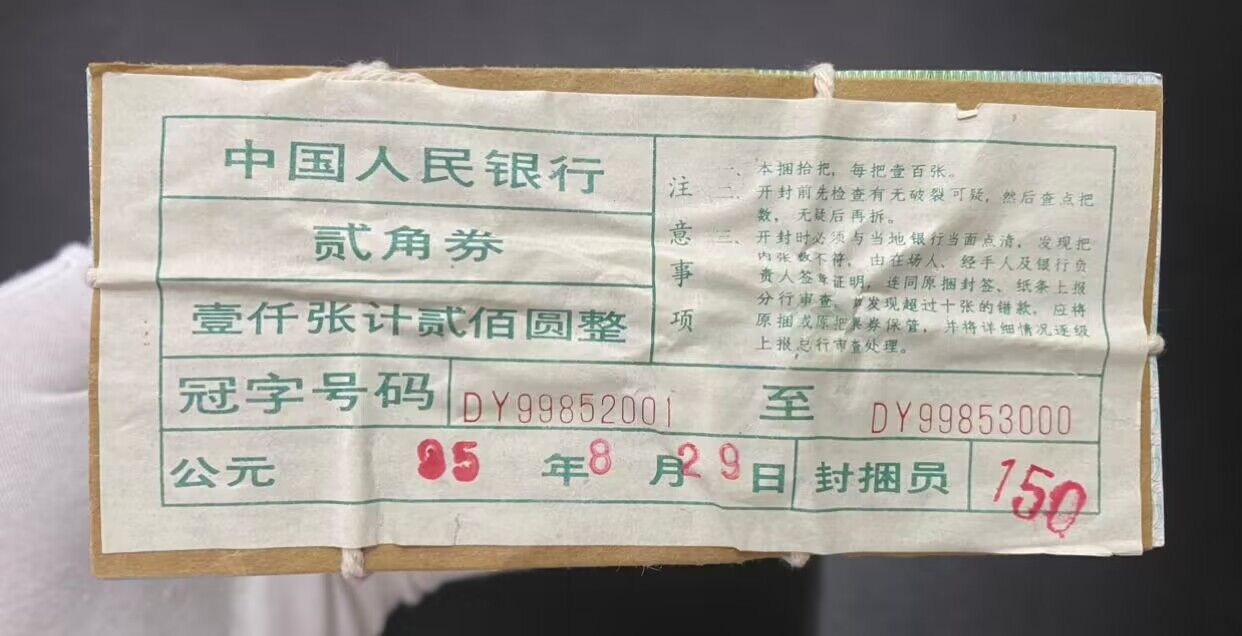 中国人民银行
贰角券
壹仟张计贰佰圆整
注意事项
一、本捆拾把，每把壹百张。
二、开封前先检查有无破裂可疑，然后查点把
数，无疑后再拆。
三、开封时必须与当地银行当面点清，发现把
内张数不符，由在场人、经手人及银行负
责人签章证明，连同原捆封签、纸条上报
分行审查，如发现超过十张的错款，应将
原捆或原把票券保管，并将详细情况逐级
上报总行审查处理。
冠字号码 DY99852001 至 DY99853000
公元 95 年 8 月 29 日 封捆员 150